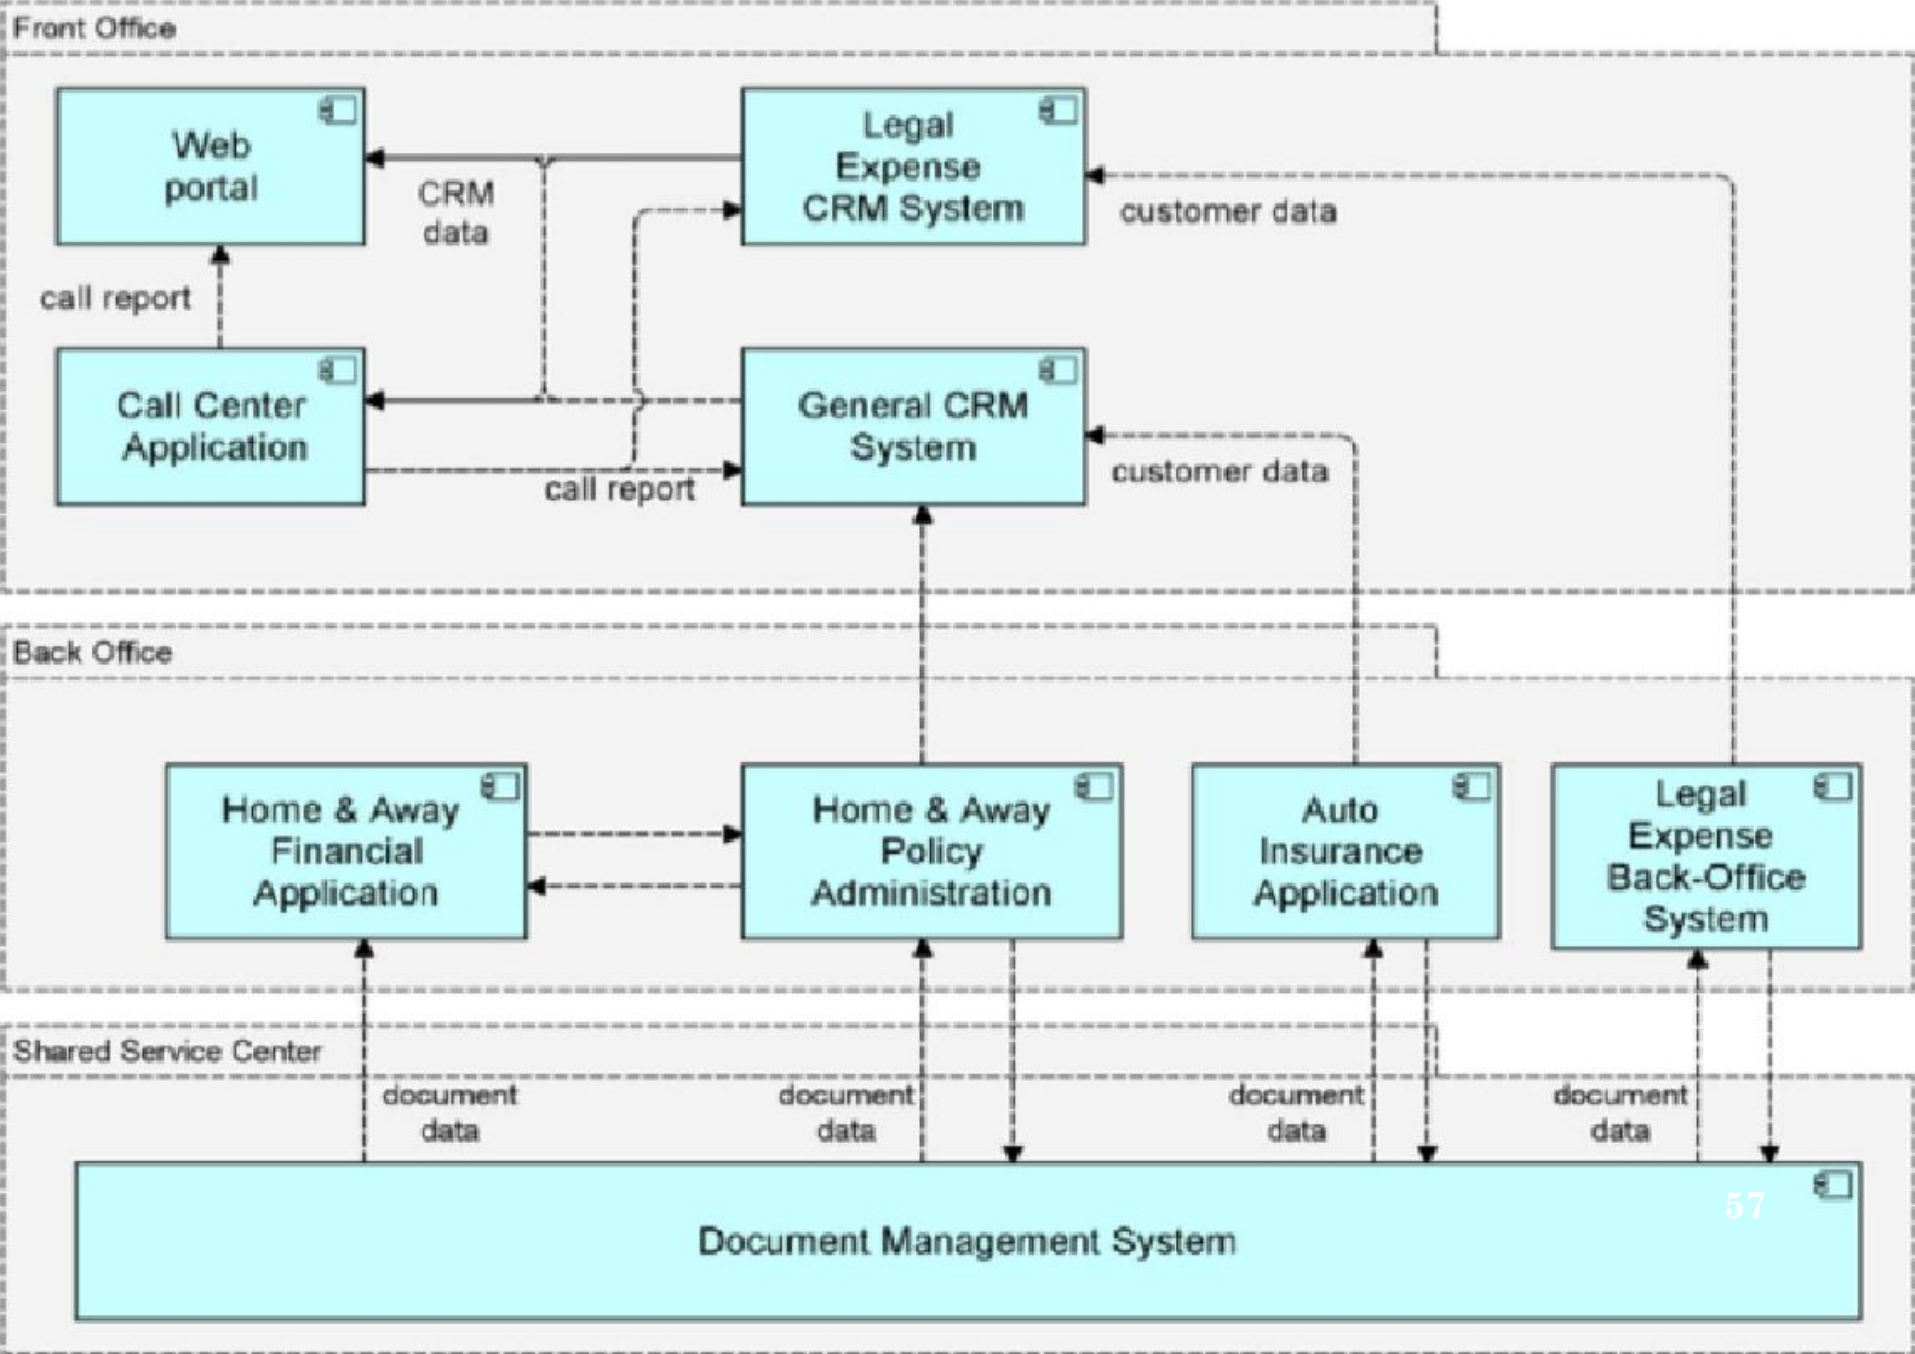 Front Office
Web
portal
Legal
Expense
CRM System
CRM
data
customer data
call report
Call Center
Application
General CRM
System
call report
customer data
Back Office
Home & Away
Financial
Application
Home & Away
Policy
Administration
Auto
Insurance
Application
Legal
Expense
Back-Office
System
Shared Service Center
document
data
document
data
document
data
document
data
57
Document Management System